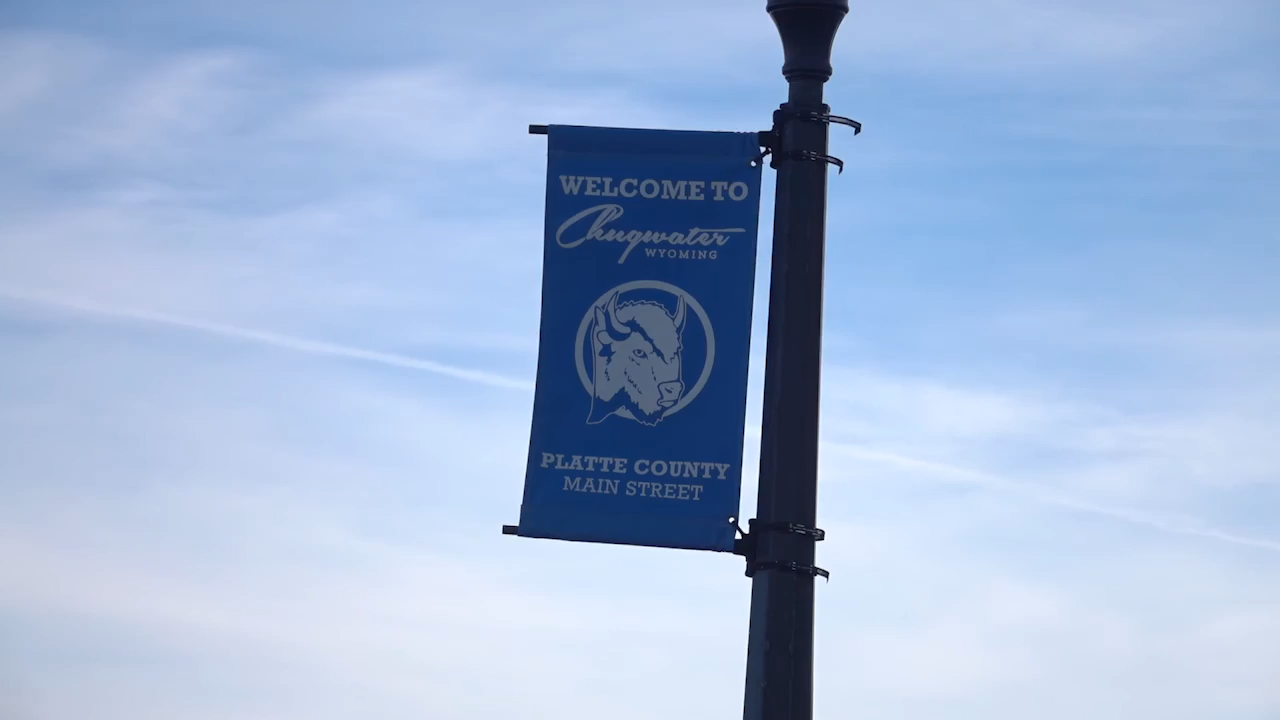 WELCOME TO
Chugwater
WYOMING
PLATTE COUNTY
MAIN STREET